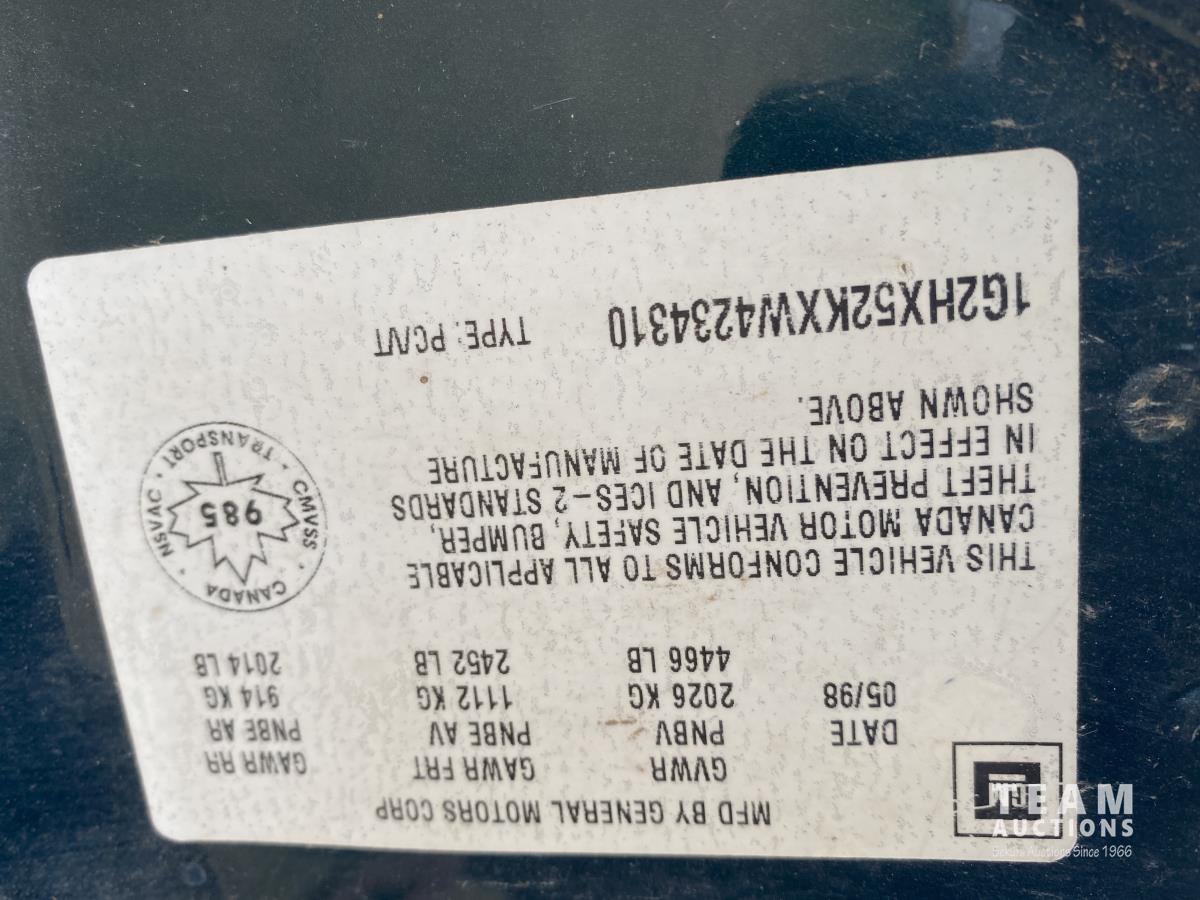 MFD BY GENERAL MOTORS CORP
GVWR GAWR FRT GAWR RR
DATE PNBV PNBE AV PNBE AR
05/98 2026 KG 1112 KG 914 KG
4466 LB 2452 LB 2014 LB
THIS VEHICLE CONFORMS TO ALL APPLICABLE
CANADA MOTOR VEHICLE SAFETY, BUMPER,
THEFT PREVENTION, AND ICES-2 STANDARDS
IN EFFECT ON THE DATE OF MANUFACTURE
SHOWN ABOVE.
CANADA · CMVSS · TRANSPORT · NSVAC ·
985
1G2HX52KXW4234310 TYPE: PC/VT
GM
TEAM
AUCTIONS
Auctions Since 1966